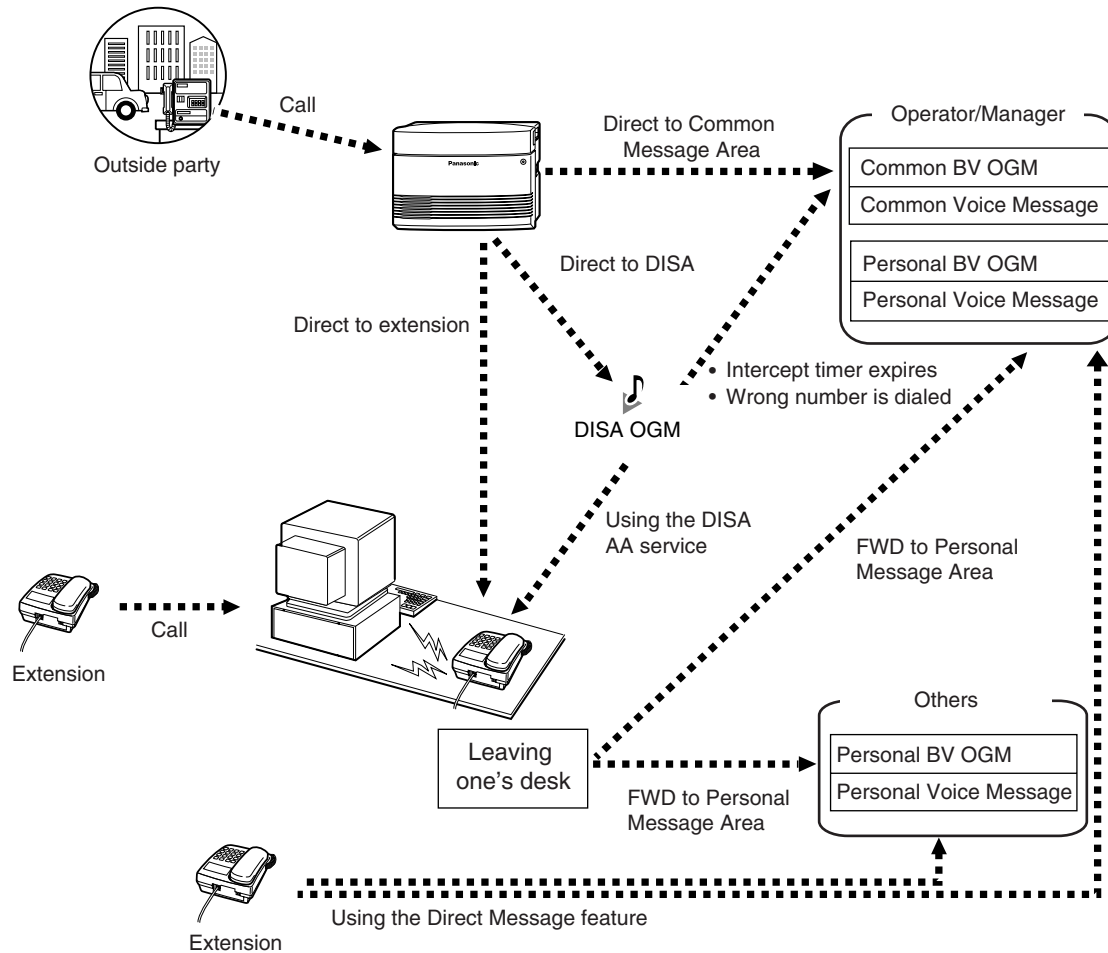 Call
Outside party
Panasonic
Direct to Common
Message Area
Operator/Manager
Common BV OGM
Common Voice Message
Personal BV OGM
Personal Voice Message
Direct to DISA
Direct to extension
• Intercept timer expires
• Wrong number is dialed
DISA OGM
Using the DISA
AA service
FWD to Personal
Message Area
Call
Extension
Leaving
one's desk
FWD to Personal
Message Area
Others
Personal BV OGM
Personal Voice Message
Using the Direct Message feature
Extension